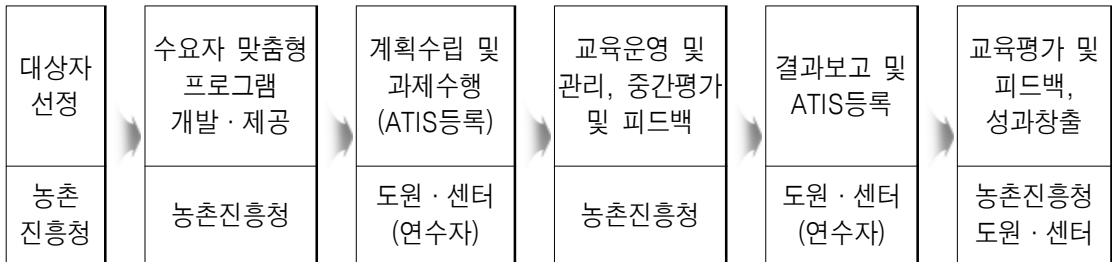 대상자
선정
수요자 맞춤형
프로그램
개발 · 제공
계획수립 및
과제수행
(ATIS등록)
교육운영 및
관리, 중간평가
및 피드백
결과보고 및
ATIS등록
교육평가 및
피드백,
성과창출
농촌
진흥청
농촌진흥청
도원 · 센터
(연수자)
농촌진흥청
도원 · 센터
(연수자)
농촌진흥청
도원 · 센터